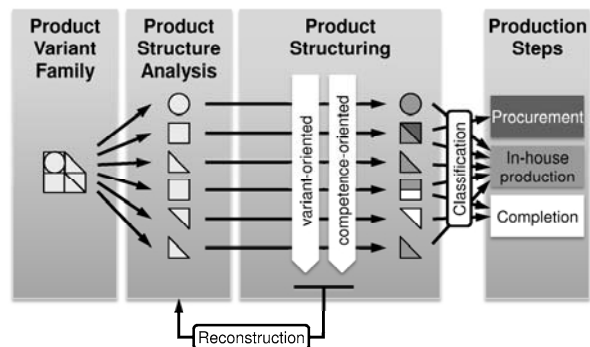 Product
Variant
Family
Product
Structure
Analysis
Product
Structuring
Production
Steps
variant-oriented
competence-oriented
Classification
Procurement
In-house
production
Completion
Reconstruction